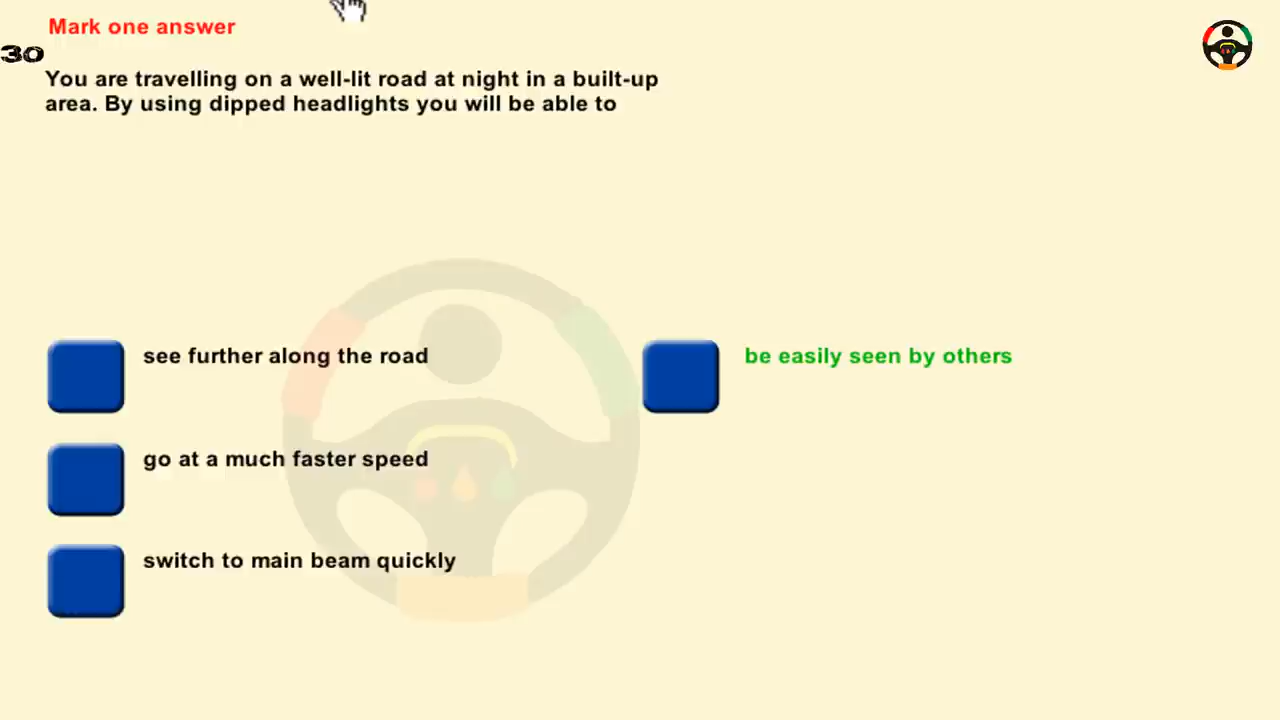 Mark one answer
30
You are travelling on a well-lit road at night in a built-up
area. By using dipped headlights you will be able to
see further along the road
be easily seen by others
go at a much faster speed
switch to main beam quickly